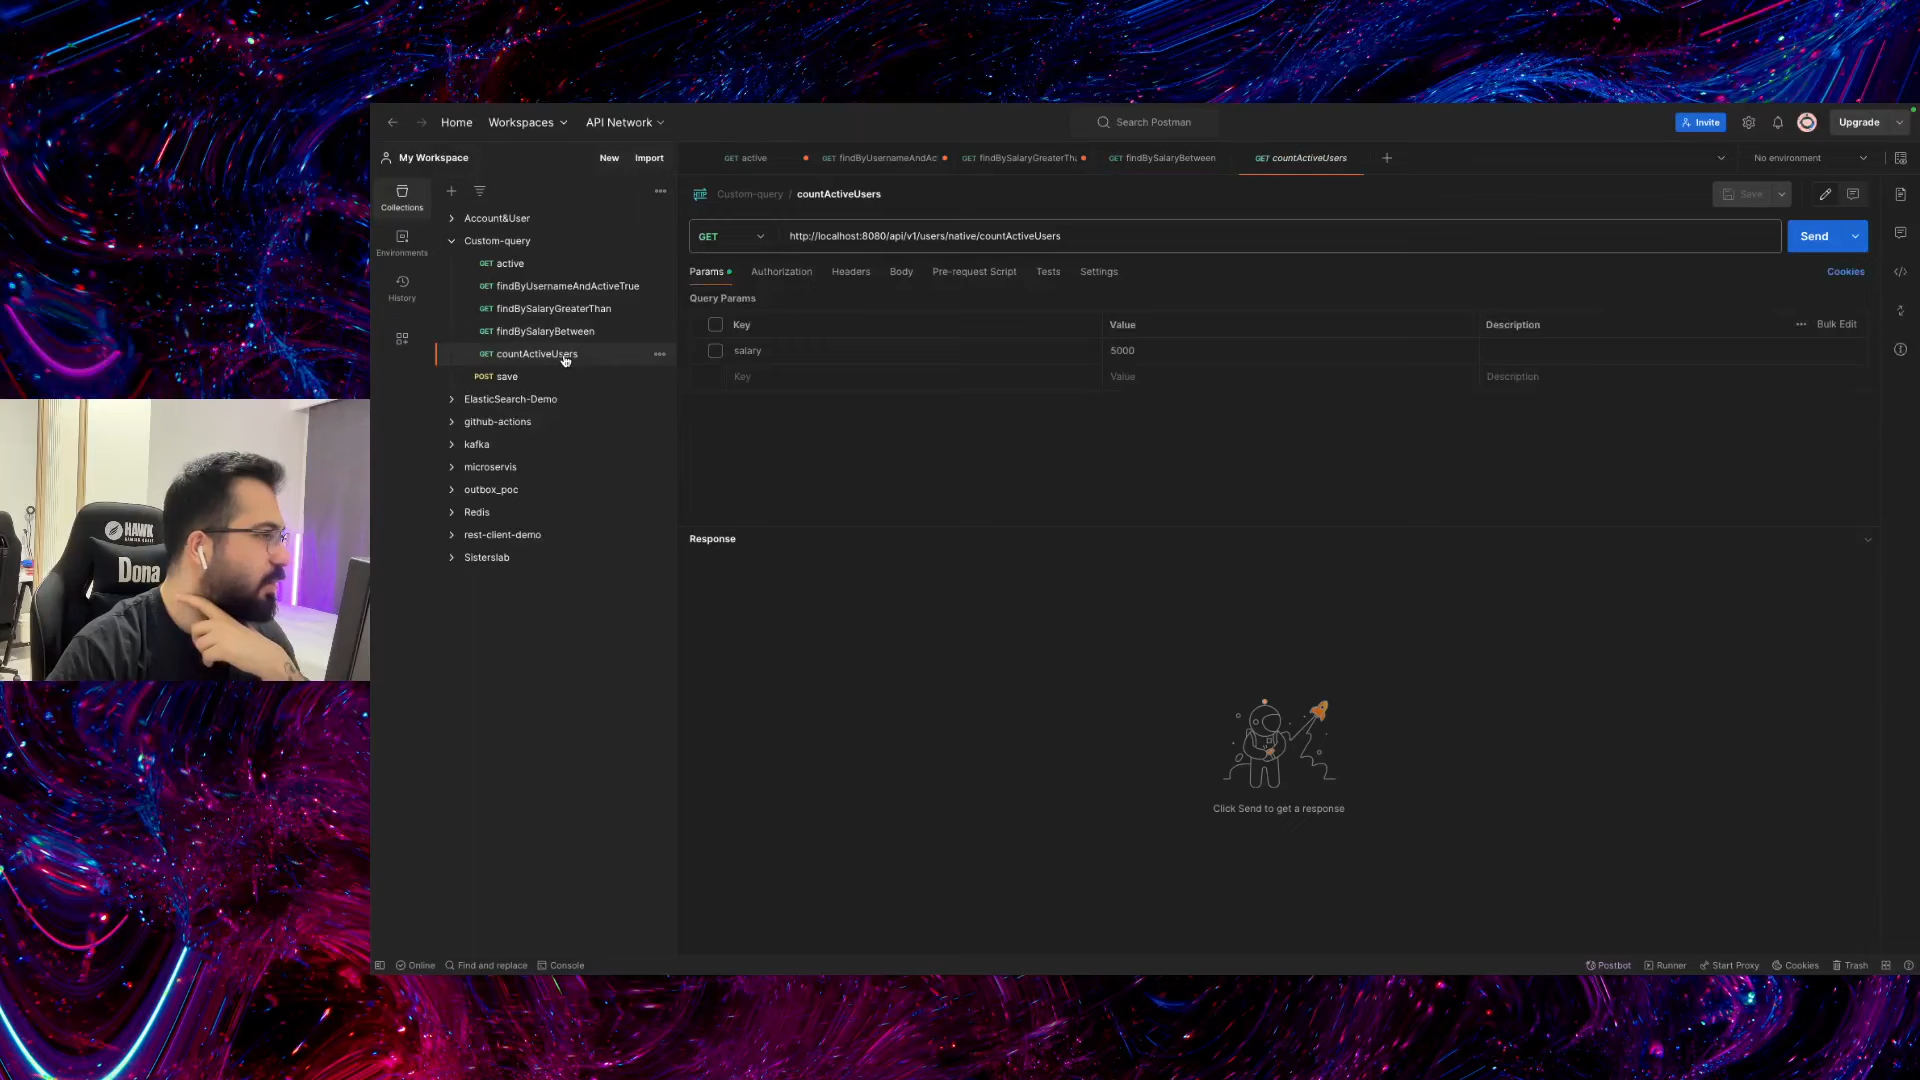 Home
Workspaces
API Network
Search Postman
Invite
Upgrade
My Workspace
New
Import
GET active
GET findByUsernameAndAc
GET findBySalaryGreaterTh
GET findBySalaryBetween
GET countActiveUsers
No environment
Collections
Environments
History
Account&User
Custom-query
GET active
GET findByUsernameAndActiveTrue
GET findBySalaryGreaterThan
GET findBySalaryBetween
GET countActiveUsers
POST save
ElasticSearch-Demo
github-actions
kafka
microservis
outbox_poc
Redis
rest-client-demo
Sisterslab
HTTP Custom-query / countActiveUsers
Save
GET http://localhost:8080/api/v1/users/native/countActiveUsers
Send
Params Authorization Headers Body Pre-request Script Tests Settings
Cookies
Query Params
Key Value Description Bulk Edit
salary 5000
Key Value Description
Response
Click Send to get a response
HAWK
Dona
Online Find and replace Console
Postbot Runner Start Proxy Cookies Trash